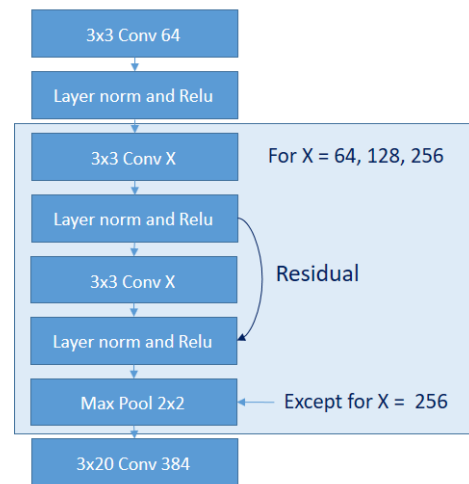 3x3 Conv 64
Layer norm and Relu
3x3 Conv X
For X = 64, 128, 256
Layer norm and Relu
Residual
3x3 Conv X
Layer norm and Relu
Max Pool 2x2
Except for X = 256
3x20 Conv 384